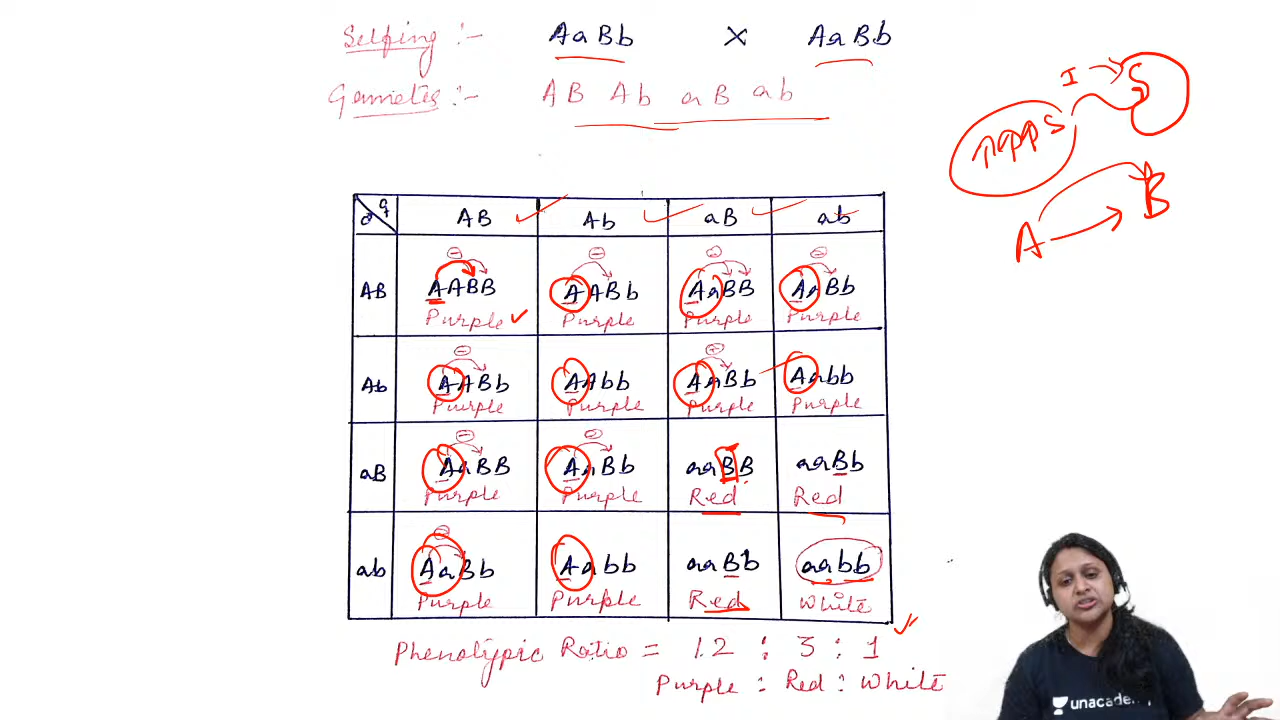 Selfing :- AaBb X AaBb
Gametes :- AB Ab aB ab
I → S
A → B
♂ ♀ AB Ab aB ab
AB AABB AABb AaBB AaBb
Purple Purple Purple Purple
Ab AABb AAbb AaBb Aabb
Purple Purple Purple Purple
aB AaBB AaBb aaBB aaBb
Purple Purple Red Red
ab AaBb Aabb aaBb aabb
Purple Purple Red White
Phenotypic Ratio = 12 : 3 : 1
Purple : Red : White
unacademy